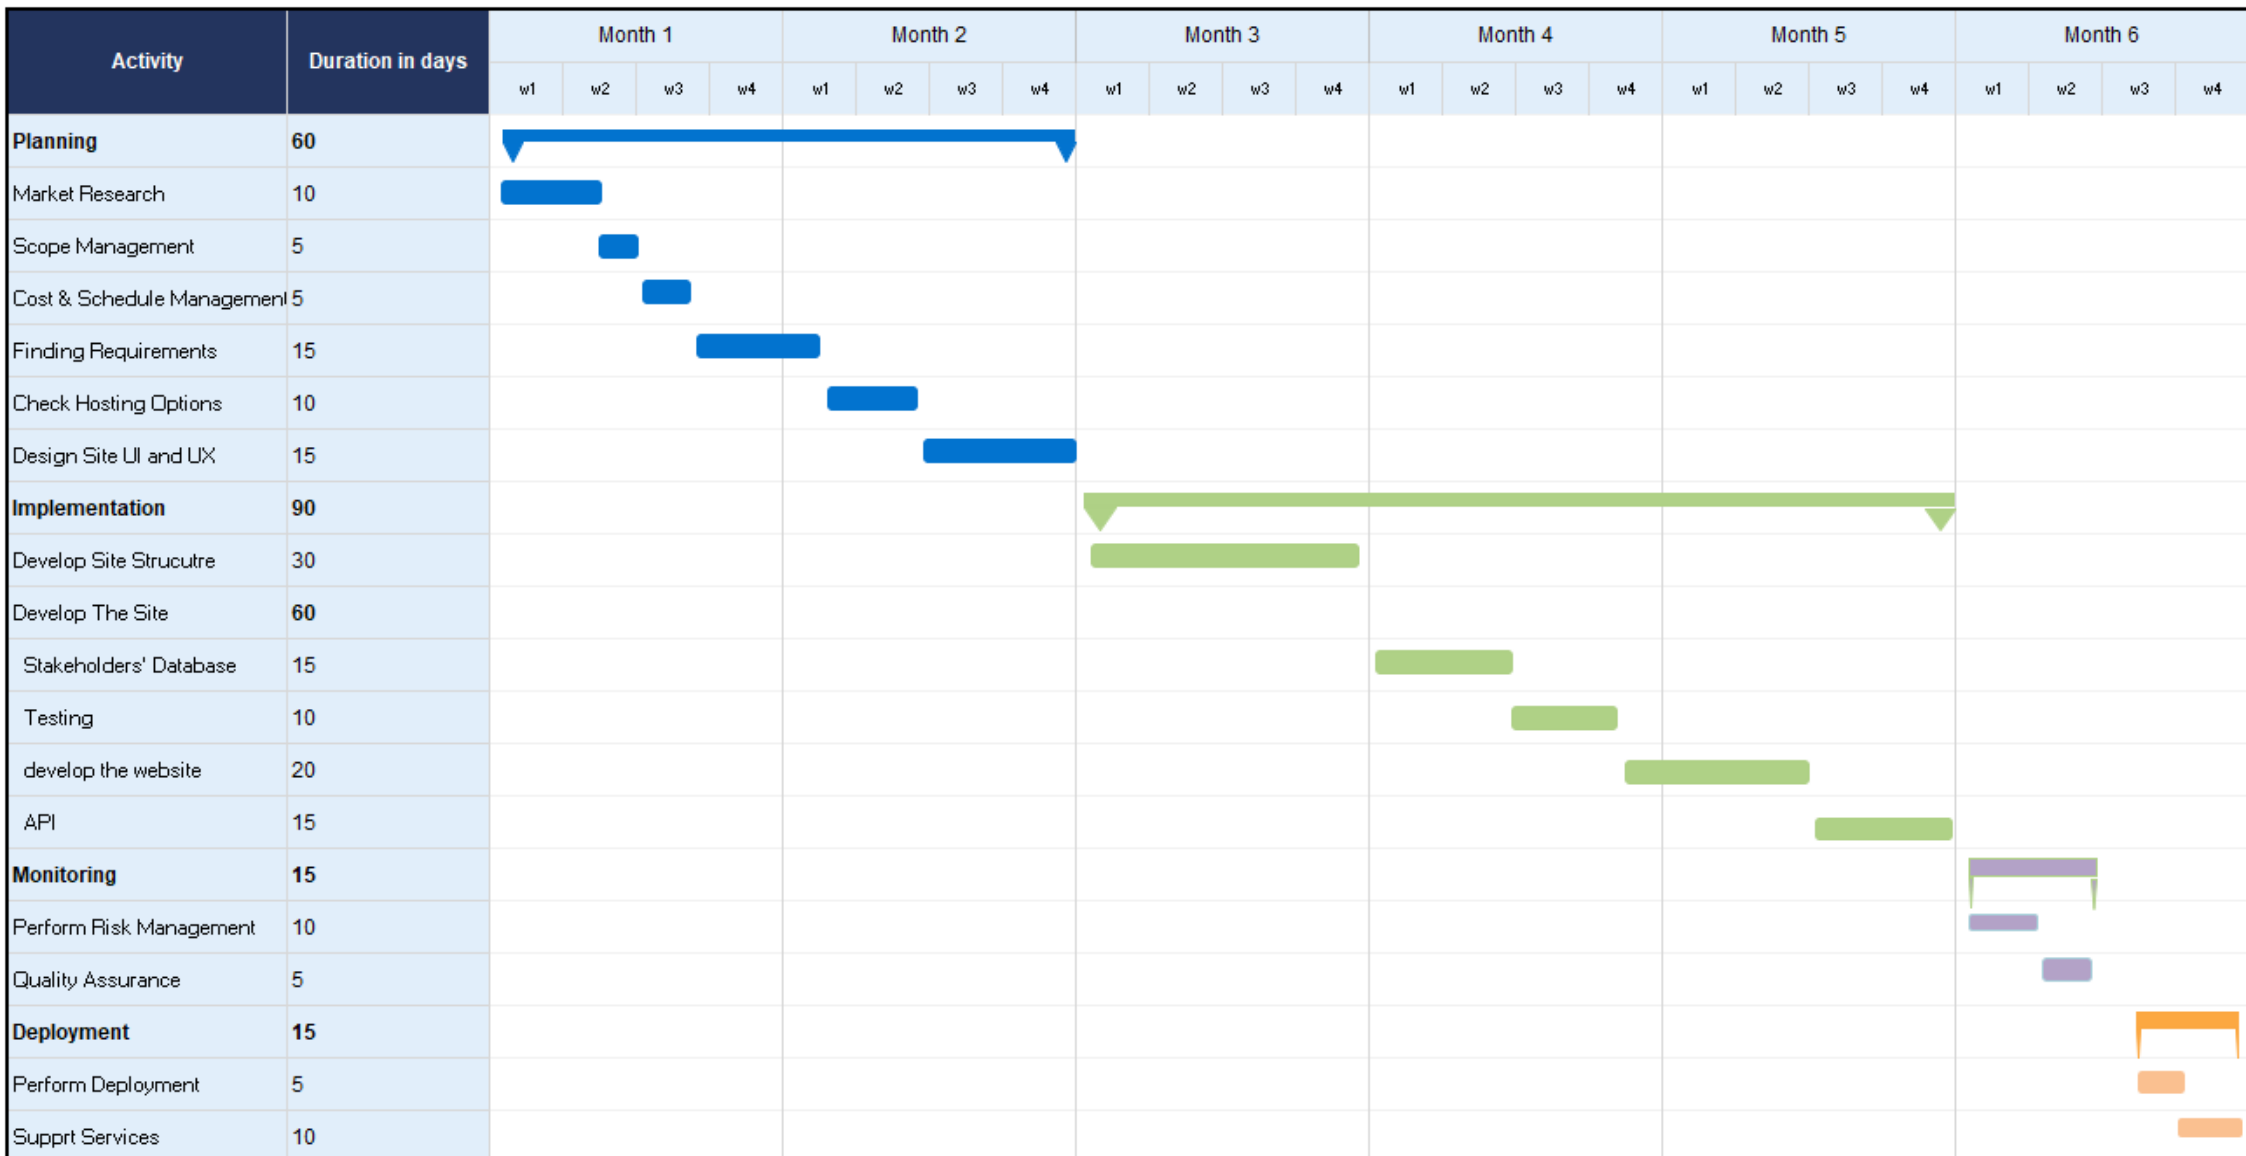 Activity Duration in days Month 1 Month 2 Month 3 Month 4 Month 5 Month 6
w1 w2 w3 w4 w1 w2 w3 w4 w1 w2 w3 w4 w1 w2 w3 w4 w1 w2 w3 w4 w1 w2 w3 w4
Planning 60
Market Research 10
Scope Management 5
Cost & Schedule Management 5
Finding Requirements 15
Check Hosting Options 10
Design Site UI and UX 15
Implementation 90
Develop Site Strucutre 30
Develop The Site 60
Stakeholders' Database 15
Testing 10
develop the website 20
API 15
Monitoring 15
Perform Risk Management 10
Quality Assurance 5
Deployment 15
Perform Deployment 5
Supprt Services 10